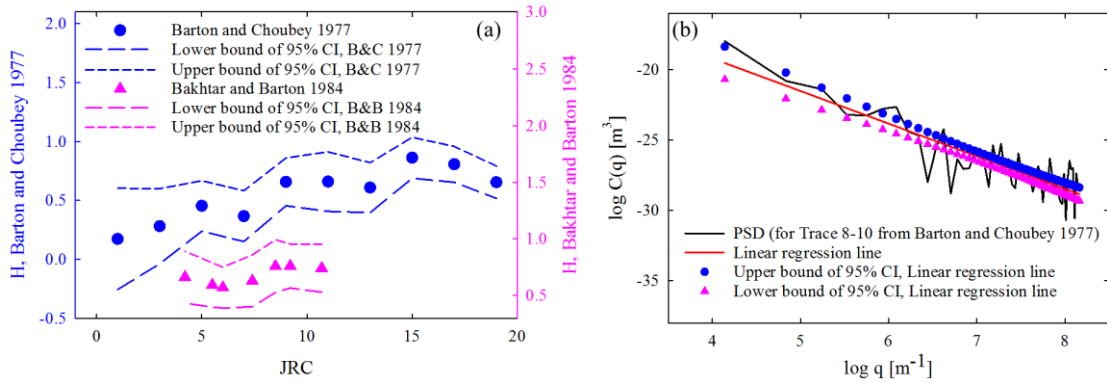 (a)
2.0
1.5
1.0
0.5
0.0
-0.5
H, Barton and Choubey 1977
Barton and Choubey 1977
Lower bound of 95% CI, B&C 1977
Upper bound of 95% CI, B&C 1977
Bakhtar and Barton 1984
Lower bound of 95% CI, B&B 1984
Upper bound of 95% CI, B&B 1984
3.0
2.5
2.0
1.5
1.0
0.5
H, Bakhtar and Barton 1984
0 5 10 15 20
JRC
(b)
-20
-25
-30
-35
log C(q) [m3]
PSD (for Trace 8-10 from Barton and Choubey 1977)
Linear regression line
Upper bound of 95% CI, Linear regression line
Lower bound of 95% CI, Linear regression line
4 5 6 7 8
log q [m-1]